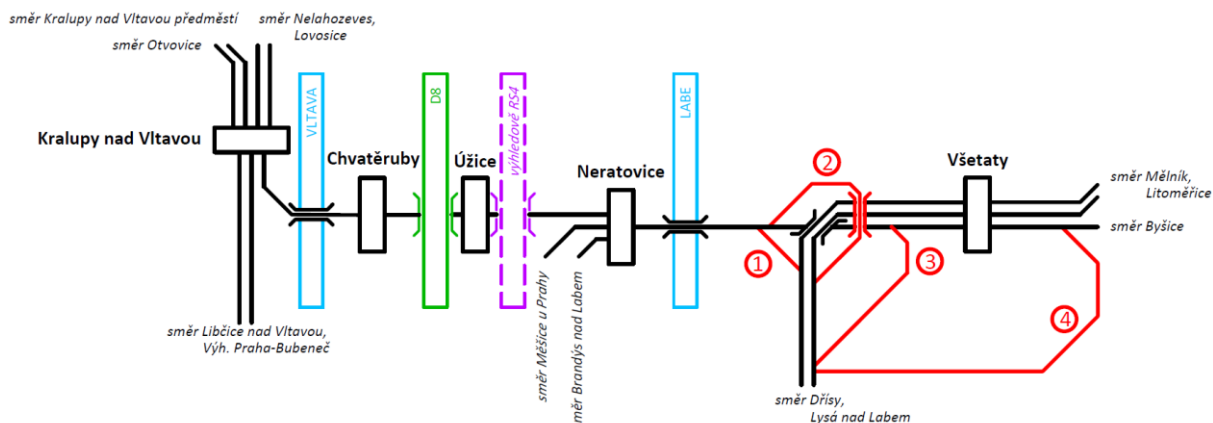 směr Kralupy nad Vltavou předměstí
směr Nelahozeves,
Lovosice
směr Otvovice
Kralupy nad Vltavou
VLTAVA
Chvatěruby
D8
Úžice
výhledově RS4
Neratovice
LABE
2
Všetaty
směr Mělník,
Litoměřice
směr Byšice
1
3
4
směr Libčice nad Vltavou,
Výh. Praha-Bubeneč
směr Měšice u Prahy
měr Brandýs nad Labem
směr Dřísy,
Lysá nad Labem